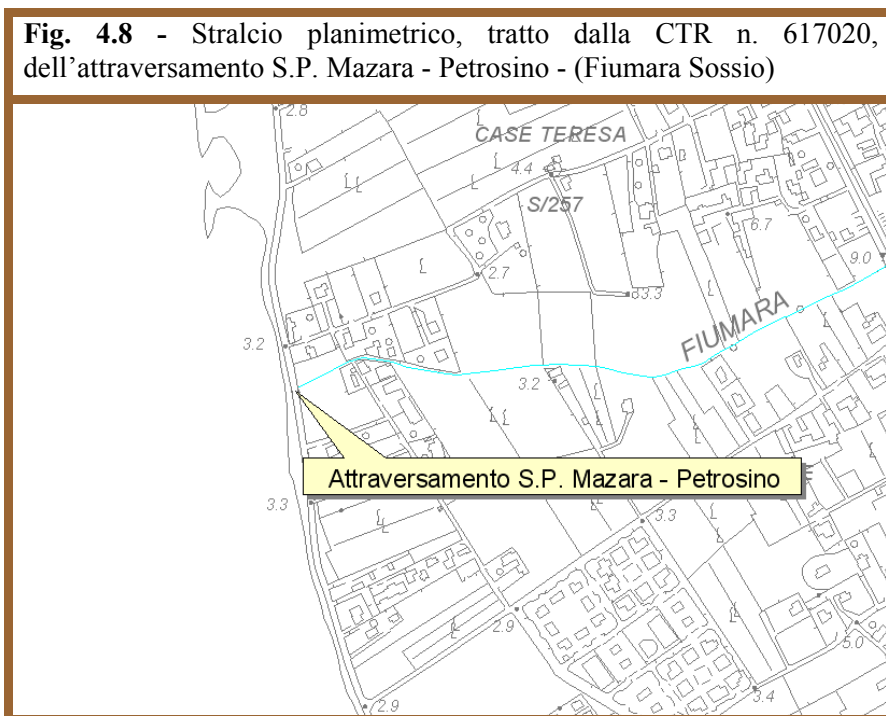 Fig. 4.8 - Stralcio planimetrico, tratto dalla CTR n. 617020,
dell'attraversamento S.P. Mazara - Petrosino - (Fiumara Sossio)
2.8
CASE TERESA
4.4
S/257
6.7
9.0
2.7
3.3
FIUMARA
3.2
3.2
Attraversamento S.P. Mazara - Petrosino
3.3
3.3
2.9
5.0
3.4
2.9